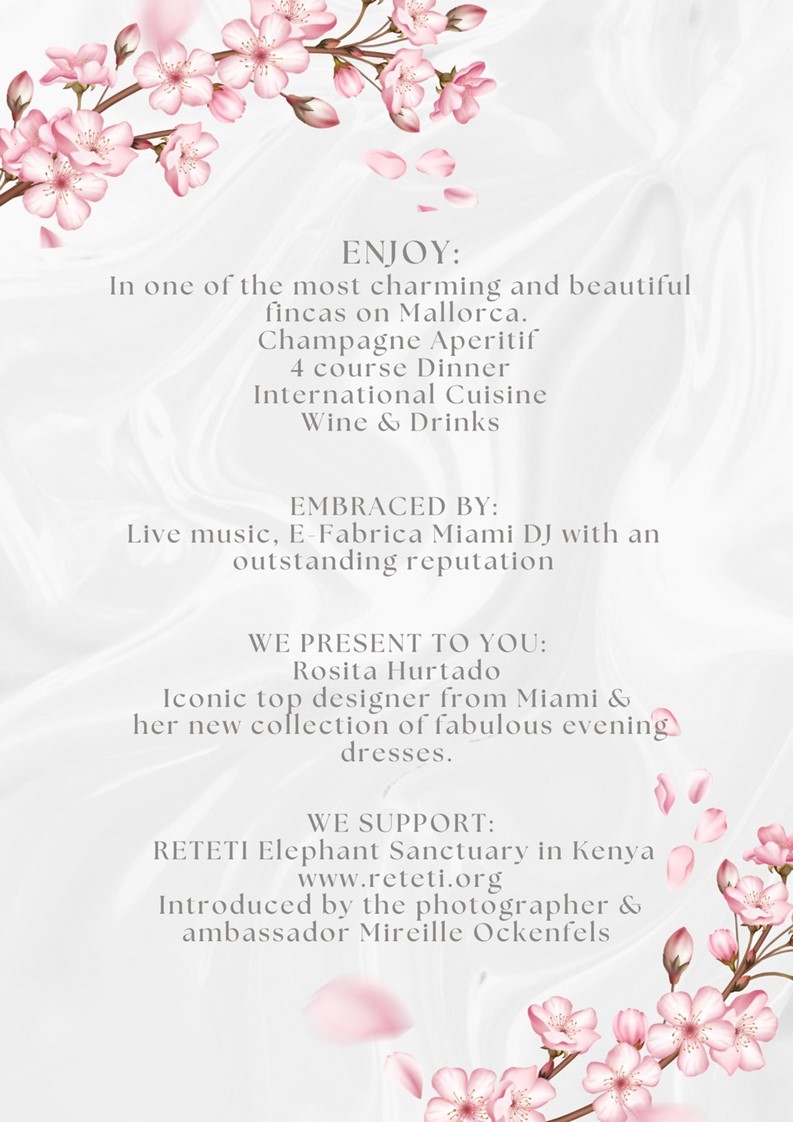 ENJOY:
In one of the most charming and beautiful
fincas on Mallorca.
Champagne Aperitif
4 course Dinner
International Cuisine
Wine & Drinks
EMBRACED BY:
Live music, E-Fabrica Miami DJ with an
outstanding reputation
WE PRESENT TO YOU:
Rosita Hurtado
Iconic top designer from Miami &
her new collection of fabulous evening
dresses.
WE SUPPORT:
RETETI Elephant Sanctuary in Kenya
www.reteti.org
Introduced by the photographer &
ambassador Mireille Ockenfels